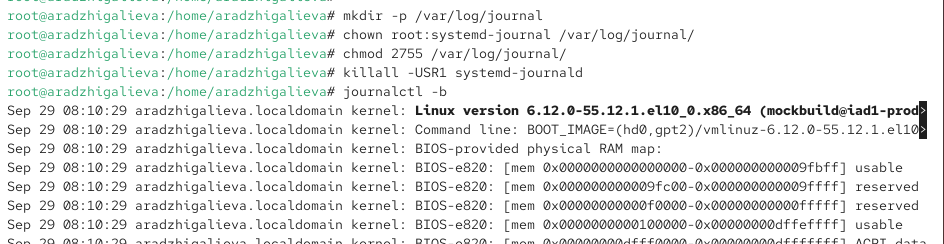 root@aradzhigalieva:/home/aradzhigalieva# mkdir -p /var/log/journal
root@aradzhigalieva:/home/aradzhigalieva# chown root:systemd-journal /var/log/journal/
root@aradzhigalieva:/home/aradzhigalieva# chmod 2755 /var/log/journal/
root@aradzhigalieva:/home/aradzhigalieva# killall -USR1 systemd-journald
root@aradzhigalieva:/home/aradzhigalieva# journalctl -b
Sep 29 08:10:29 aradzhigalieva.localdomain kernel: Linux version 6.12.0-55.12.1.el10_0.x86_64 (mockbuild@iad1-prod>
Sep 29 08:10:29 aradzhigalieva.localdomain kernel: Command line: BOOT_IMAGE=(hd0,gpt2)/vmlinuz-6.12.0-55.12.1.el10>
Sep 29 08:10:29 aradzhigalieva.localdomain kernel: BIOS-provided physical RAM map:
Sep 29 08:10:29 aradzhigalieva.localdomain kernel: BIOS-e820: [mem 0x0000000000000000-0x000000000009fbff] usable
Sep 29 08:10:29 aradzhigalieva.localdomain kernel: BIOS-e820: [mem 0x000000000009fc00-0x000000000009ffff] reserved
Sep 29 08:10:29 aradzhigalieva.localdomain kernel: BIOS-e820: [mem 0x00000000000f0000-0x00000000000fffff] reserved
Sep 29 08:10:29 aradzhigalieva.localdomain kernel: BIOS-e820: [mem 0x0000000000100000-0x00000000dffeffff] usable
Sep 29 08:10:29 aradzhigalieva.localdomain kernel: BIOS-e820: [mem 0x00000000dfff0000-0x00000000dfffffff] ACPI data